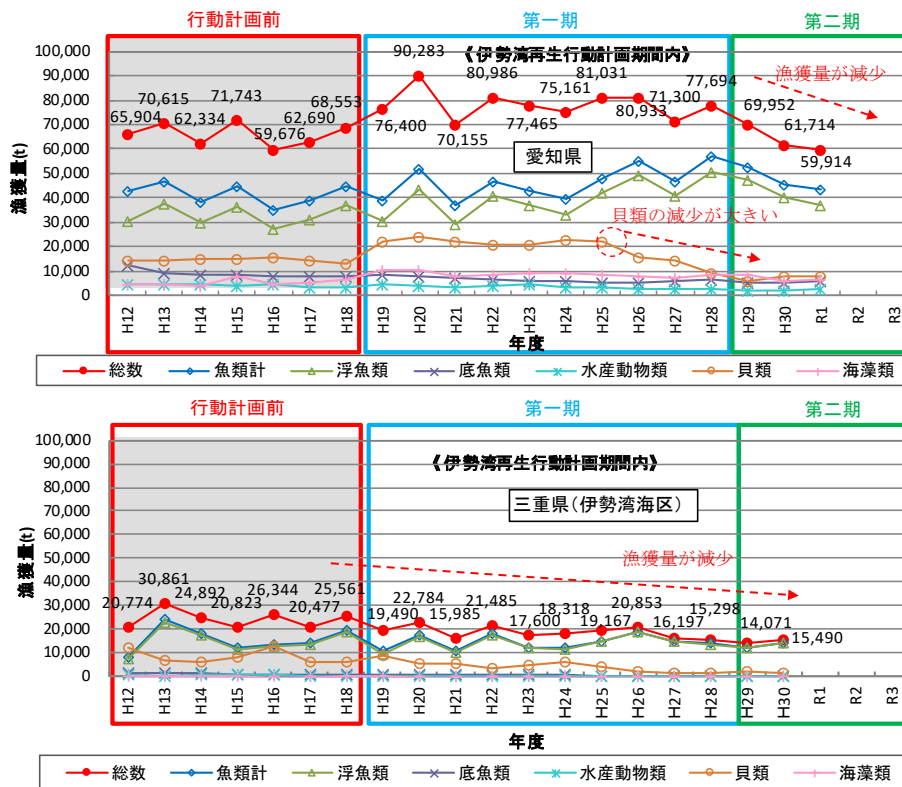 行動計画前
第一期
第二期
100,000
90,000
80,000
70,000
60,000
50,000
40,000
30,000
20,000
10,000
0
漁獲量(t)
《伊勢湾再生行動計画期間内》
漁獲量が減少
愛知県
貝類の減少が大きい
65,904
70,615
62,334
71,743
59,676
62,690
68,553
76,400
90,283
70,155
80,986
77,465
75,161
81,031
80,933
71,300
77,694
69,952
61,714
59,914
H12 H13 H14 H15 H16 H17 H18 H19 H20 H21 H22 H23 H24 H25 H26 H27 H28 H29 H30 R1 R2 R3
年度
総数 魚類計 浮魚類 底魚類 水産動物類 貝類 海藻類
行動計画前
第一期
第二期
100,000
90,000
80,000
70,000
60,000
50,000
40,000
30,000
20,000
10,000
0
漁獲量(t)
《伊勢湾再生行動計画期間内》
三重県(伊勢湾海区)
漁獲量が減少
20,774
30,861
24,892
20,823
26,344
20,477
25,561
19,490
22,784
15,985
21,485
17,600
18,318
19,167
20,853
16,197
15,298
14,071
15,490
H12 H13 H14 H15 H16 H17 H18 H19 H20 H21 H22 H23 H24 H25 H26 H27 H28 H29 H30 R1 R2 R3
年度
総数 魚類計 浮魚類 底魚類 水産動物類 貝類 海藻類